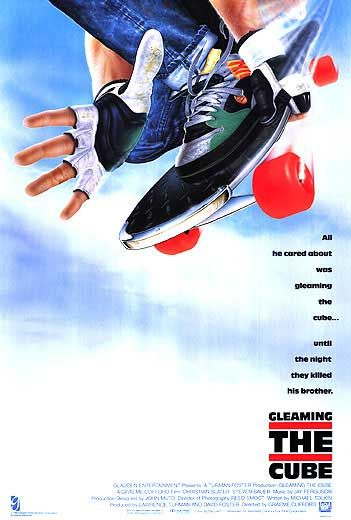 All
he cared about
was
gleaming
the
cube...
until
the night
they killed
his brother.
GLEAMING
THE
CUBE
GLADDEN ENTERTAINMENT Presents A TURMAN-FOSTER Production GLEAMING THE CUBE
A GRAEME CLIFFORD Film CHRISTIAN SLATER STEVEN BAUER Music by JAY FERGUSON
Production Designed by JOHN MUTO Director of Photography REED SMOOT Written by MICHAEL TOLKIN
Produced by LAWRENCE TURMAN AND DAVID FOSTER Directed by GRAEME CLIFFORD